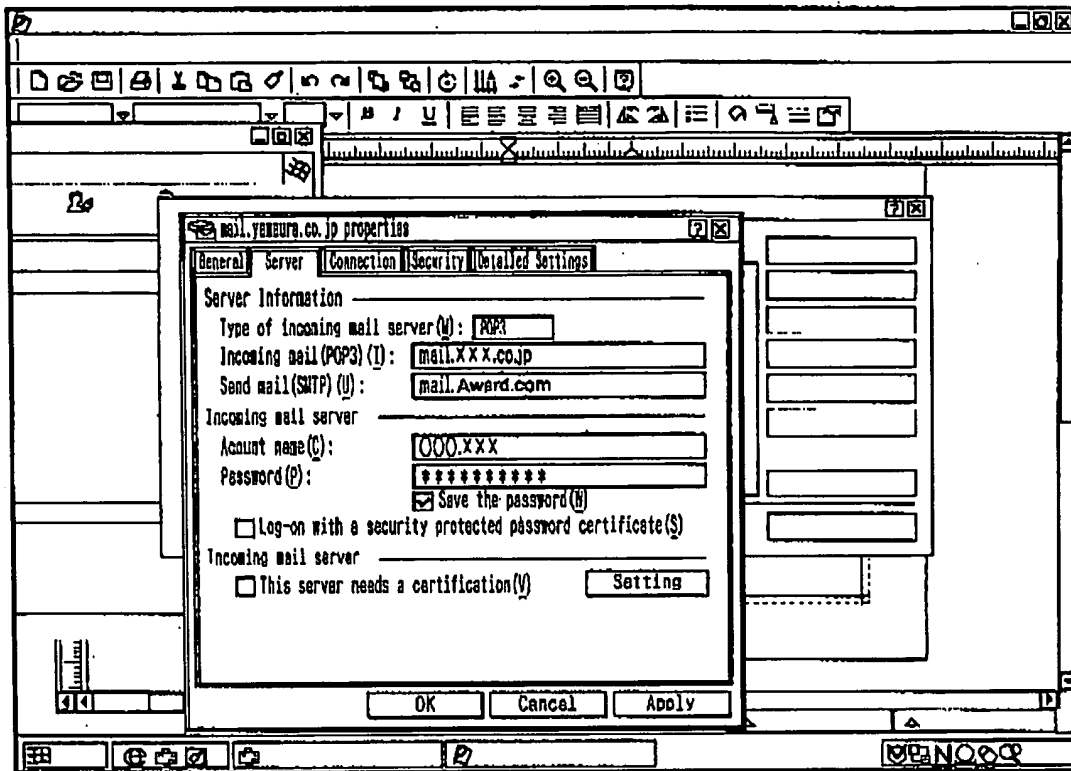 B I U
mail.yamaura.co.jp properties
General Server Connection Security Detailed Settings
Server Information
Type of incoming mail server(W): POP3
Incoming mail(POP3)(I): mail.XXX.co.jp
Send mail(SMTP)(U): mail.Award.com
Incoming mail server
Acount name(C): OOO.XXX
Password(P): **********
Save the password(N)
Log-on with a security protected password certificate(S)
Incoming mail server
This server needs a certification(V) Setting
OK Cancel Apply